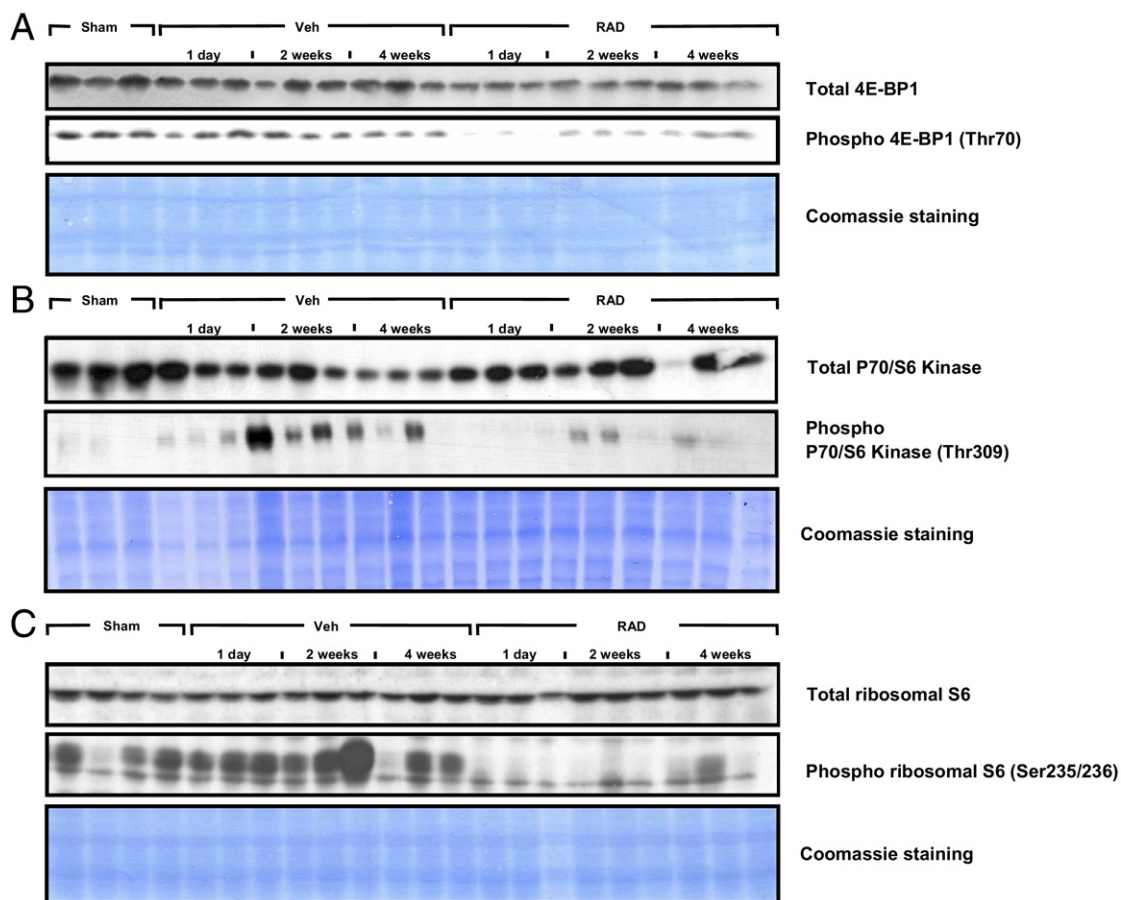 A
Sham Veh RAD
1 day 2 weeks 4 weeks 1 day 2 weeks 4 weeks
Total 4E-BP1
Phospho 4E-BP1 (Thr70)
Coomassie staining
B
Sham Veh RAD
1 day 2 weeks 4 weeks 1 day 2 weeks 4 weeks
Total P70/S6 Kinase
Phospho
P70/S6 Kinase (Thr309)
Coomassie staining
C
Sham Veh RAD
1 day 2 weeks 4 weeks 1 day 2 weeks 4 weeks
Total ribosomal S6
Phospho ribosomal S6 (Ser235/236)
Coomassie staining